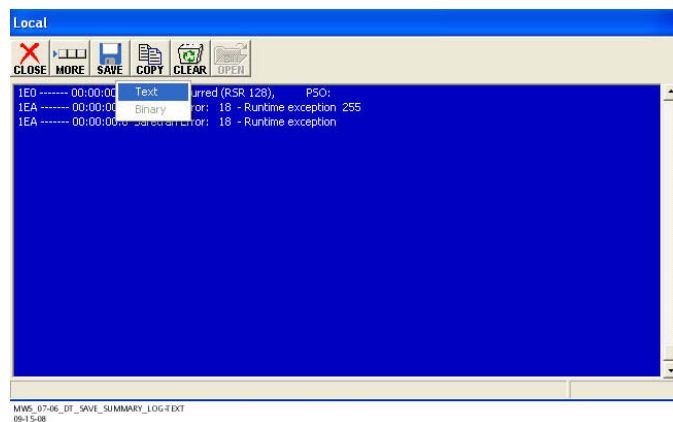 Local
CLOSE MORE SAVE COPY CLEAR OPEN
1E0 ------- 00:00:00 Text urred (RSR 128), PSO:
1EA ------- 00:00:00 Binary ror: 18 - Runtime exception 255
1EA ------- 00:00:00.0 Error: 18 - Runtime exception
MWS_07-06_DT_SAVE_SUMMARY_LOG-TEXT
09-15-08